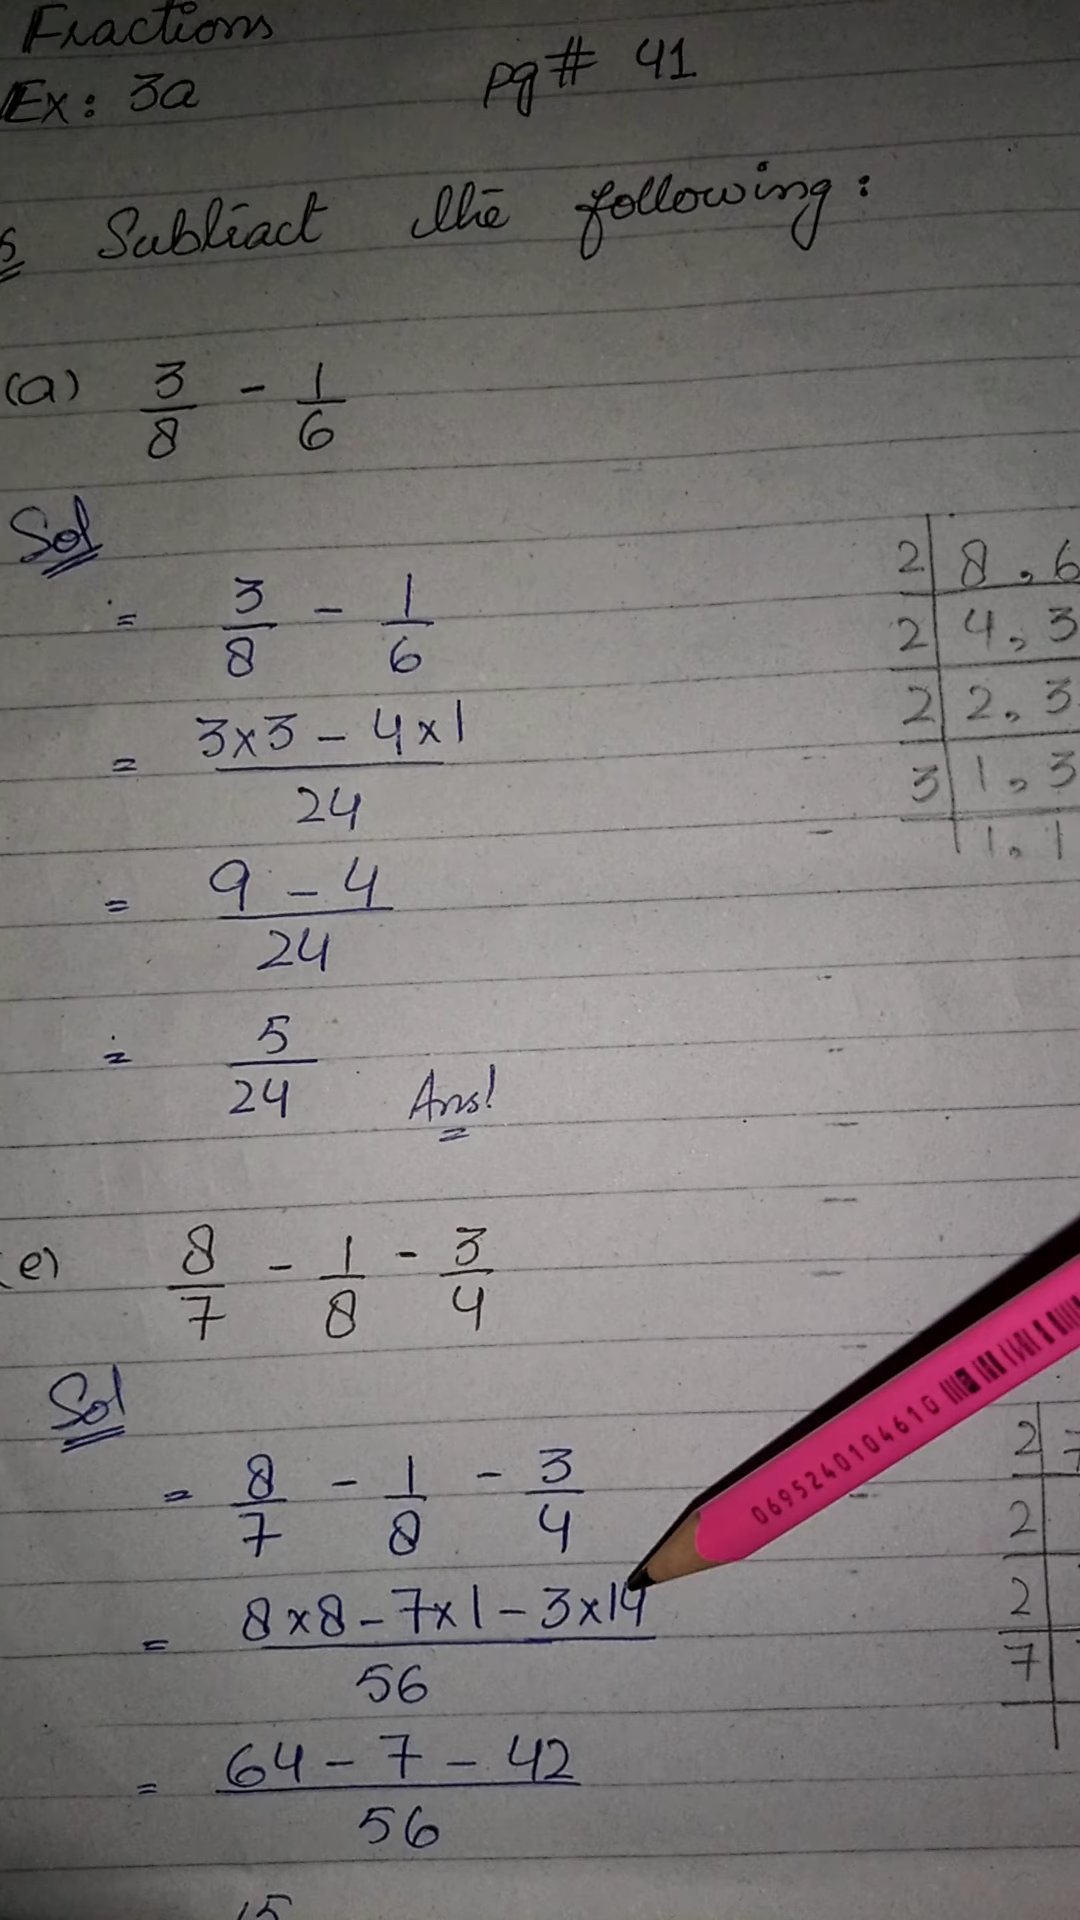 Fractions
Ex: 3a pg# 41
Subtract the following:
(a) 3/8 - 1/6
Sol
= 3/8 - 1/6
2 | 8, 6
2 | 4, 3
2 | 2, 3
3 | 1, 3
1, 1
= 3x3 - 4x1 / 24
= 9 - 4 / 24
= 5/24 Ans!
(e) 8/7 - 1/8 - 3/4
Sol
= 8/7 - 1/8 - 3/4
2 | 7
2
2
7
0695240104610
= 8x8 - 7x1 - 3x14 / 56
= 64 - 7 - 42 / 56
15